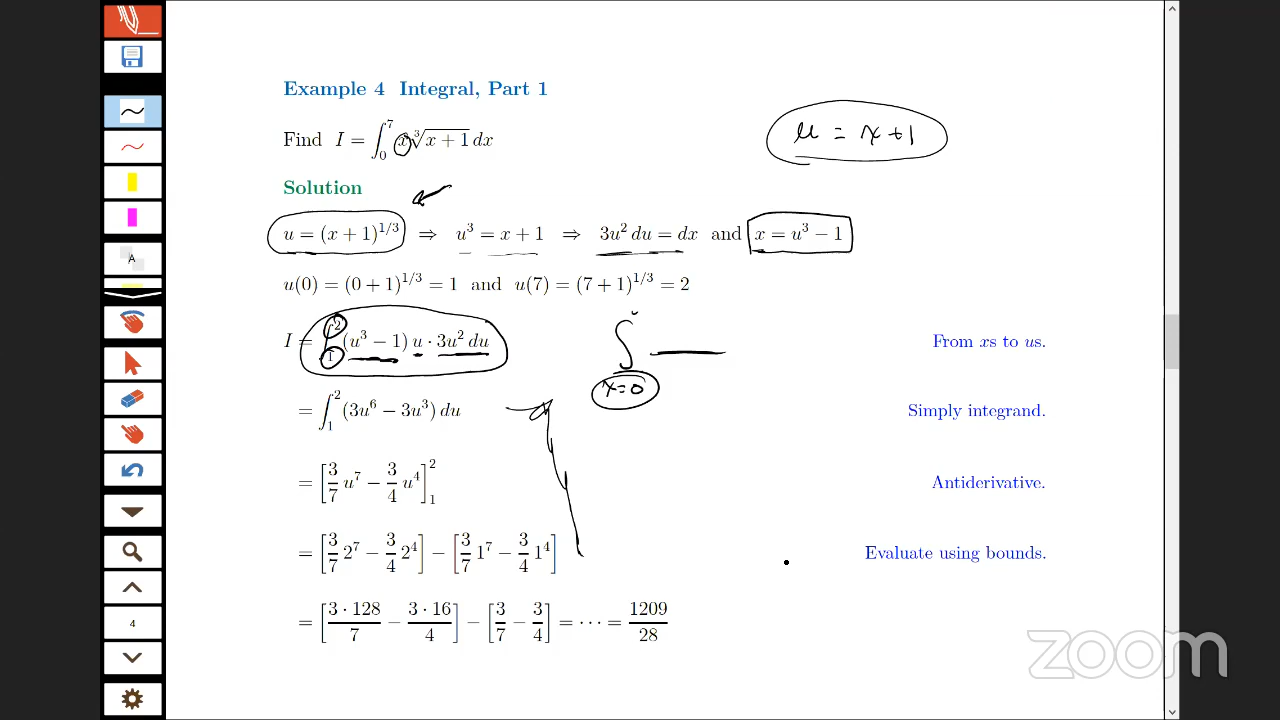 Example 4 Integral, Part 1
Find I = ∫₀⁷ x ∛(x + 1) dx
u = x + 1
Solution
u = (x + 1)^{1/3} ⇒ u³ = x + 1 ⇒ 3u² du = dx and x = u³ − 1
u(0) = (0 + 1)^{1/3} = 1 and u(7) = (7 + 1)^{1/3} = 2
I = ∫₁² (u³ − 1) u · 3u² du From xs to us.
∫ x=0
= ∫₁² (3u⁶ − 3u³) du Simply integrand.
= [3/7 u⁷ − 3/4 u⁴]₁² Antiderivative.
= [3/7 2⁷ − 3/4 2⁴] − [3/7 1⁷ − 3/4 1⁴] Evaluate using bounds.
= [3 · 128/7 − 3 · 16/4] − [3/7 − 3/4] = ⋯ = 1209/28
A
4
zoom